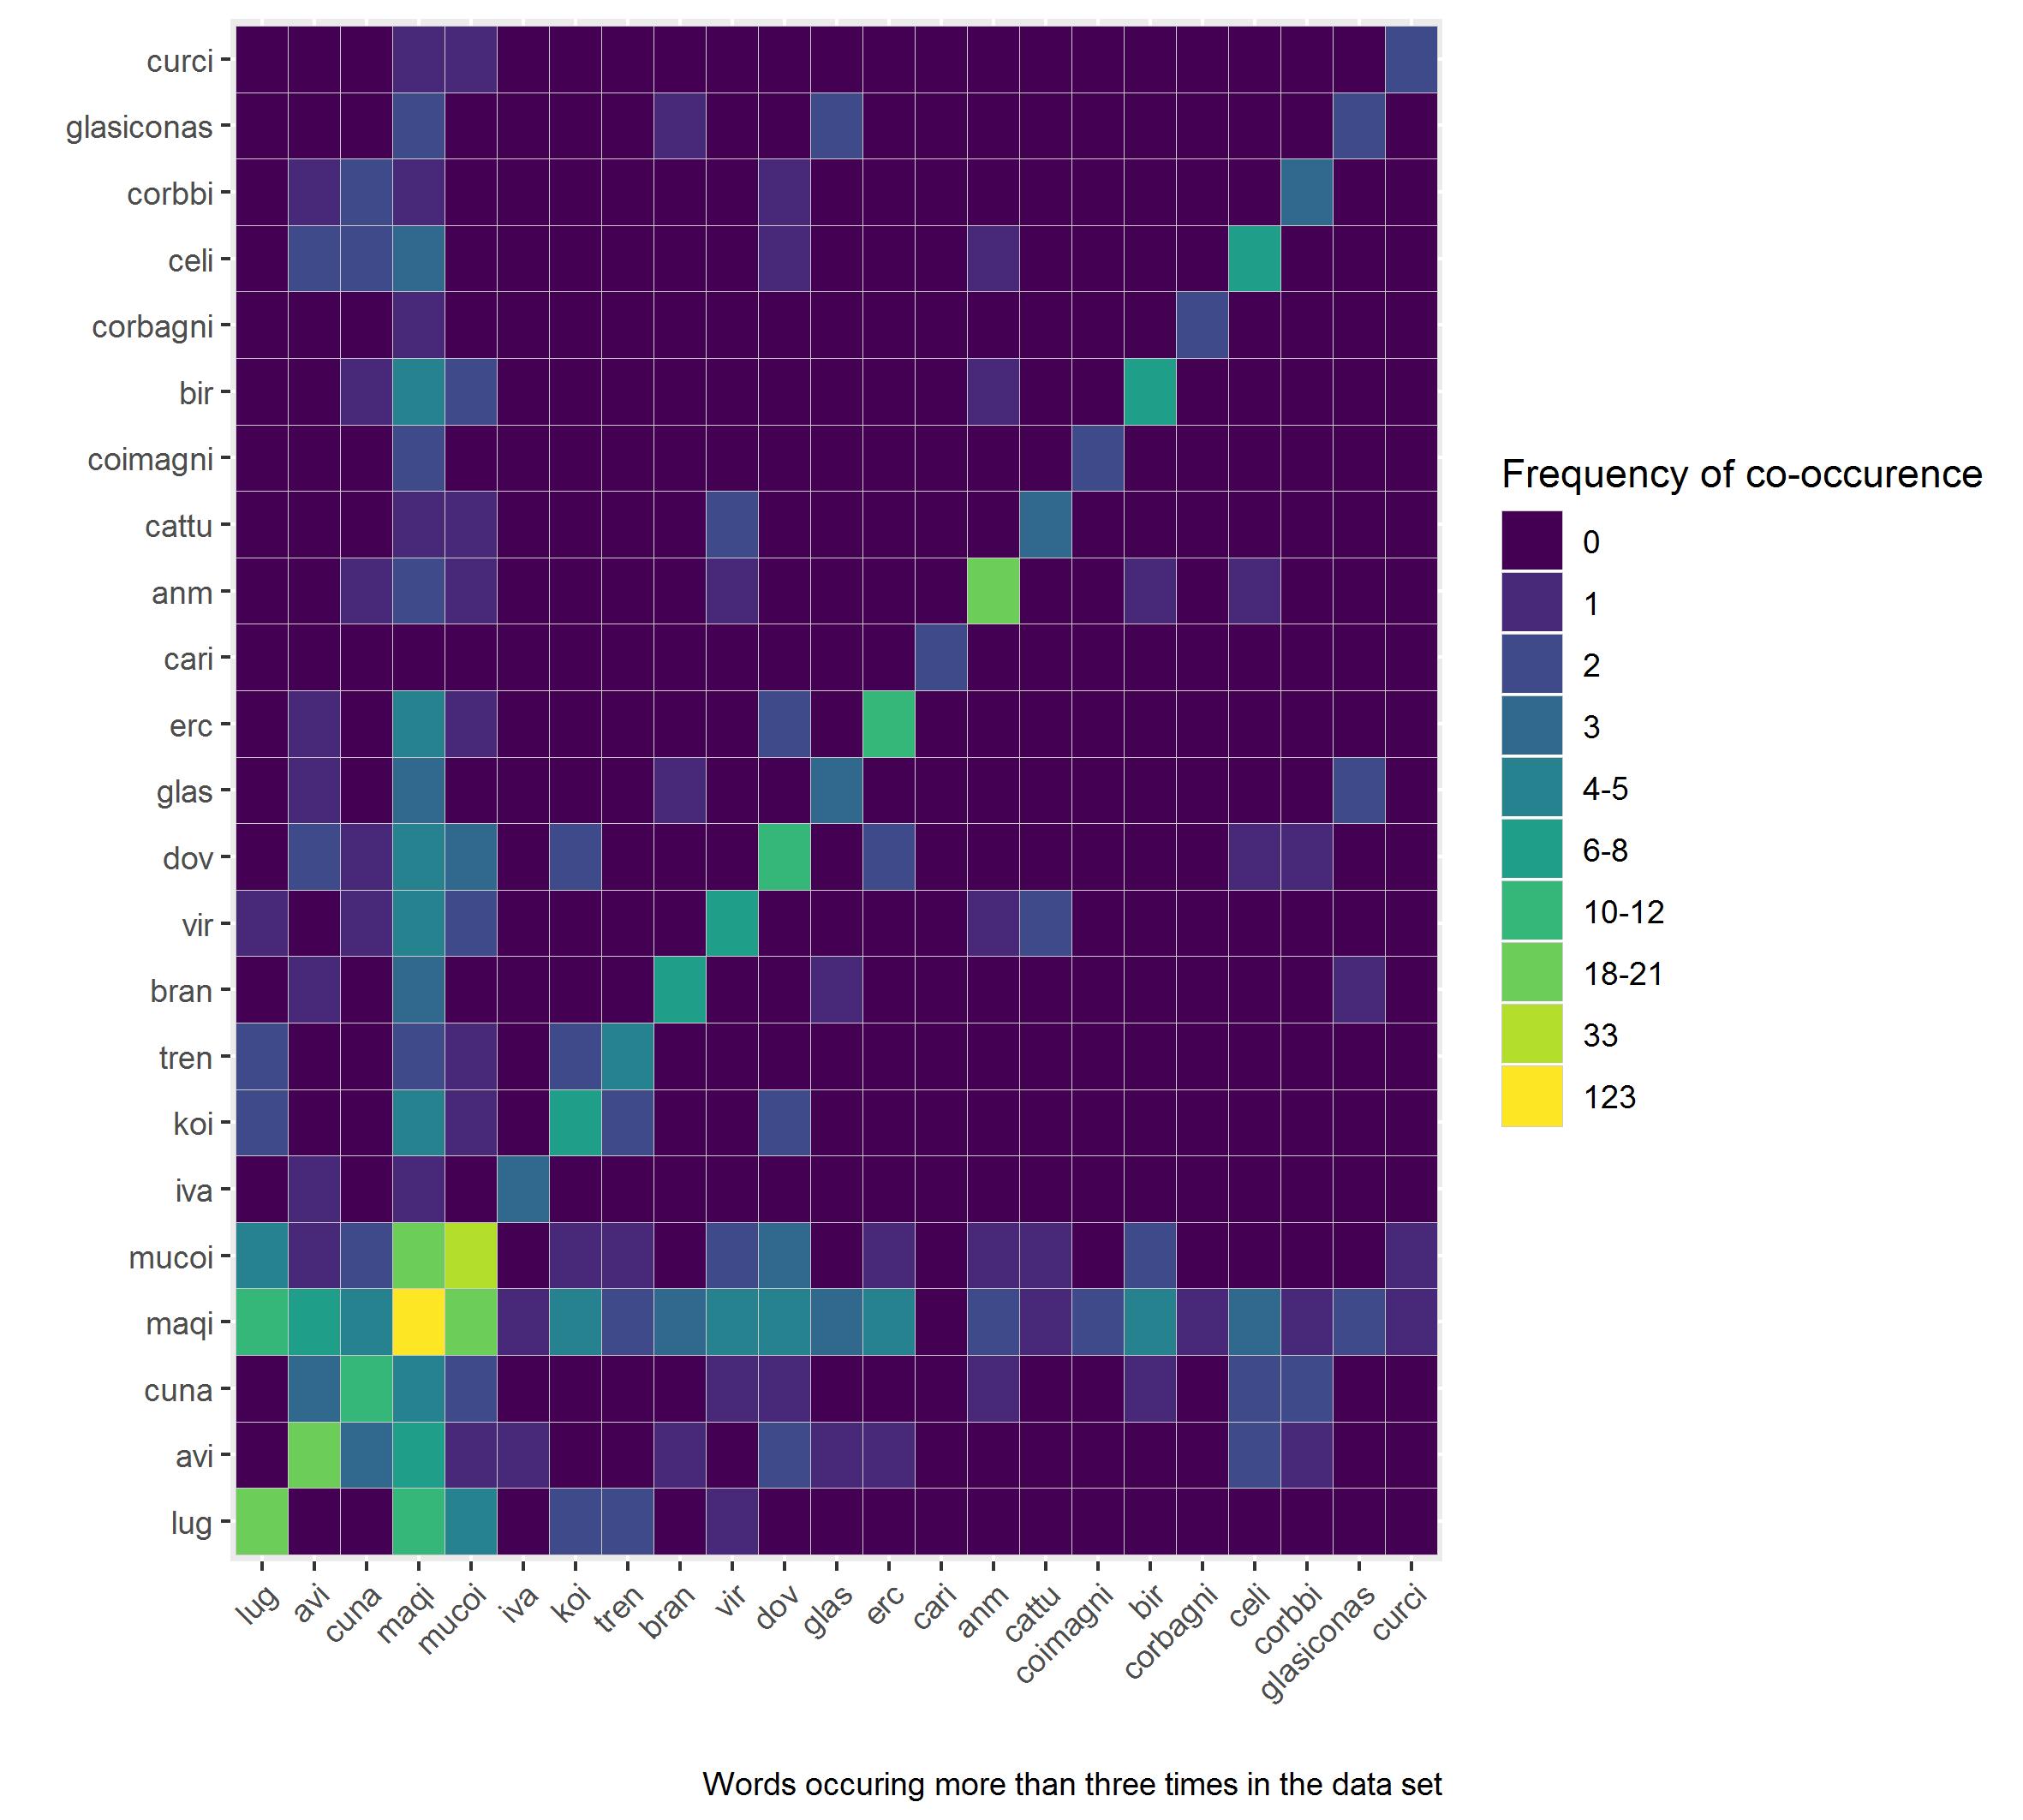 curci
glasiconas
corbbi
celi
corbagni
bir
coimagni
cattu
anm
cari
erc
glas
dov
vir
bran
tren
koi
iva
mucoi
maqi
cuna
avi
lug
lug
avi
cuna
maqi
mucoi
iva
koi
tren
bran
vir
dov
glas
erc
cari
anm
cattu
coimagni
bir
corbagni
celi
corbbi
glasiconas
curci
Words occuring more than three times in the data set
Frequency of co-occurence
0
1
2
3
4-5
6-8
10-12
18-21
33
123